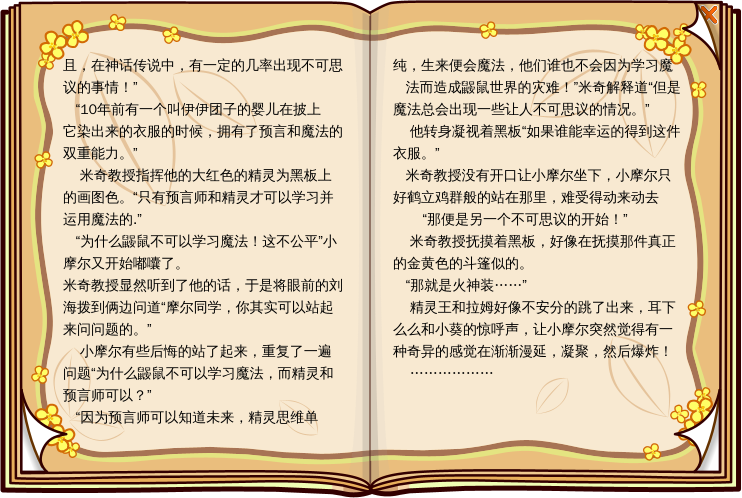 且，在神话传说中，有一定的几率出现不可思
议的事情！”
“10年前有一个叫伊伊团子的婴儿在披上
它染出来的衣服的时候，拥有了预言和魔法的
双重能力。”
米奇教授指挥他的大红色的精灵为黑板上
的画图色。“只有预言师和精灵才可以学习并
运用魔法的.”
“为什么鼹鼠不可以学习魔法！这不公平”小
摩尔又开始嘟囔了。
米奇教授显然听到了他的话，于是将眼前的刘
海拨到俩边问道“摩尔同学，你其实可以站起
来问问题的。”
小摩尔有些后悔的站了起来，重复了一遍
问题“为什么鼹鼠不可以学习魔法，而精灵和
预言师可以？”
“因为预言师可以知道未来，精灵思维单
纯，生来便会魔法，他们谁也不会因为学习魔
法而造成鼹鼠世界的灾难！”米奇解释道“但是
魔法总会出现一些让人不可思议的情况。”
他转身凝视着黑板“如果谁能幸运的得到这件
衣服。”
米奇教授没有开口让小摩尔坐下，小摩尔只
好鹤立鸡群般的站在那里，难受得动来动去
“那便是另一个不可思议的开始！”
米奇教授抚摸着黑板，好像在抚摸那件真正
的金黄色的斗篷似的。
“那就是火神装……”
精灵王和拉姆好像不安分的跳了出来，耳下
么么和小葵的惊呼声，让小摩尔突然觉得有一
种奇异的感觉在渐渐漫延，凝聚，然后爆炸！
………………